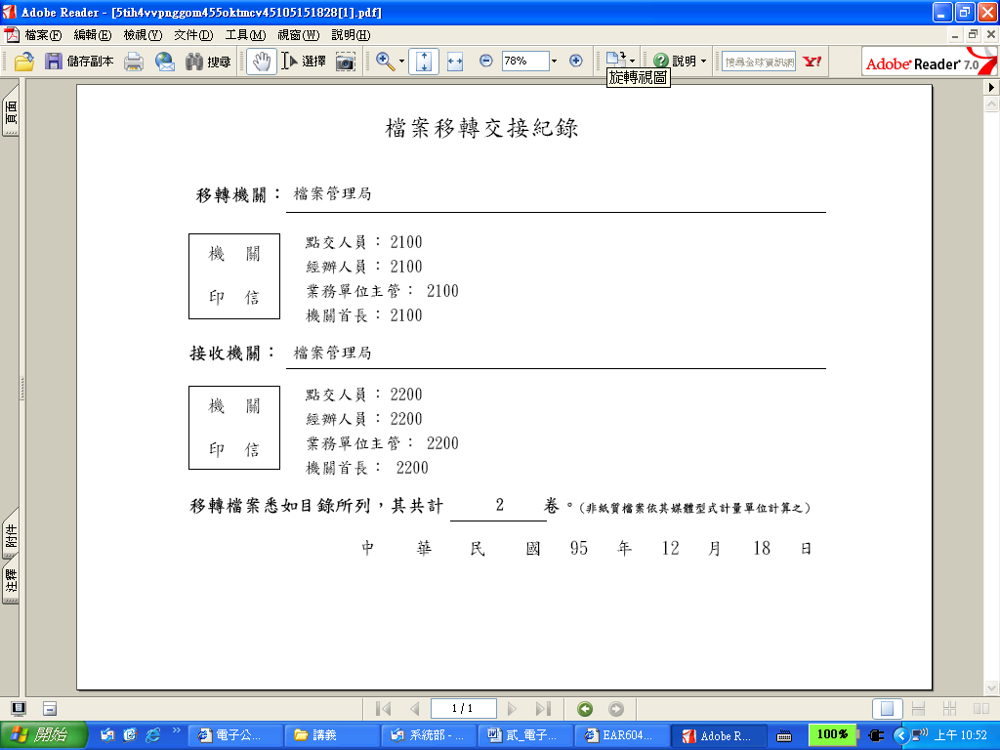 Adobe Reader - [5tih4vvpnggom455oktmcv45105151828[1].pdf]
檔案(F) 編輯(E) 檢視(V) 文件(D) 工具(M) 視窗(W) 說明(H)
儲存副本 搜尋 選擇 78% 說明 搜尋全球資訊網 Y! Adobe Reader 7.0
旋轉視圖
頁面
檔案移轉交接紀錄
移轉機關： 檔案管理局
機 關
印 信
點交人員： 2100
經辦人員： 2100
業務單位主管： 2100
機關首長： 2100
接收機關： 檔案管理局
機 關
印 信
點交人員： 2200
經辦人員： 2200
業務單位主管： 2200
機關首長： 2200
移轉檔案悉如目錄所列，其共計 2 卷。(非紙質檔案依其媒體型式計量單位計算之)
中 華 民 國 95 年 12 月 18 日
附件
注釋
1 / 1
開始 電子公... 講義 系統部 - ... 貳_電子... EAR604... Adobe R... 100% 上午 10:52